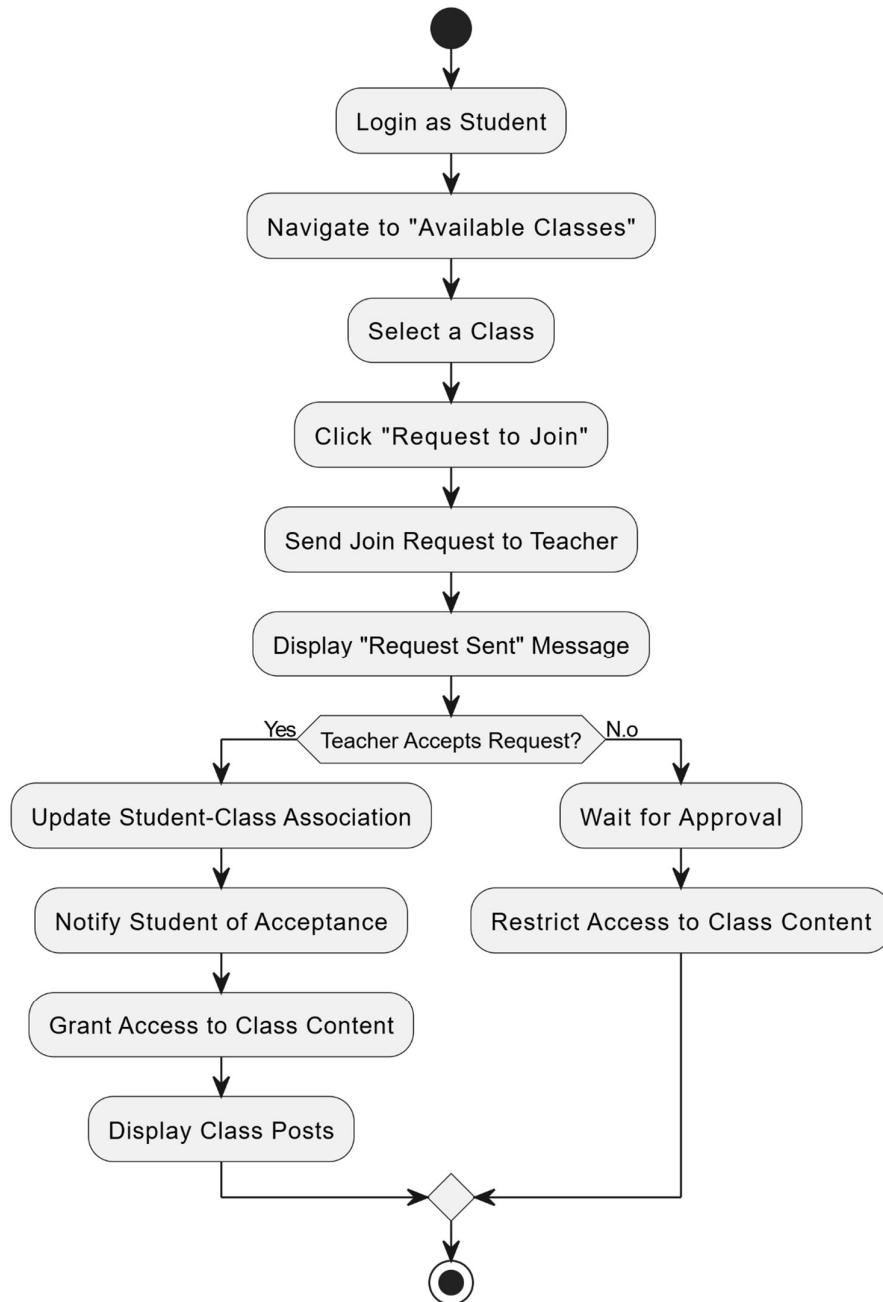 Login as Student
Navigate to "Available Classes"
Select a Class
Click "Request to Join"
Send Join Request to Teacher
Display "Request Sent" Message
Yes
Teacher Accepts Request?
N.o
Update Student-Class Association
Wait for Approval
Notify Student of Acceptance
Restrict Access to Class Content
Grant Access to Class Content
Display Class Posts